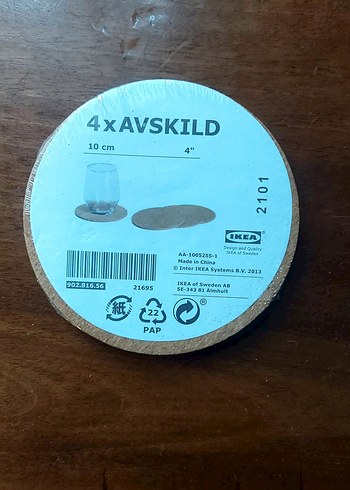 4xAVSKILD
10 cm 4"
2101
IKEA
Design and Quality
IKEA of Sweden
AA-1005255-1
Made in China
© Inter IKEA Systems B.V. 2013
902.816.56 21695
IKEA of Sweden AB
SE-343 81 Älmhult
紙
22
PAP